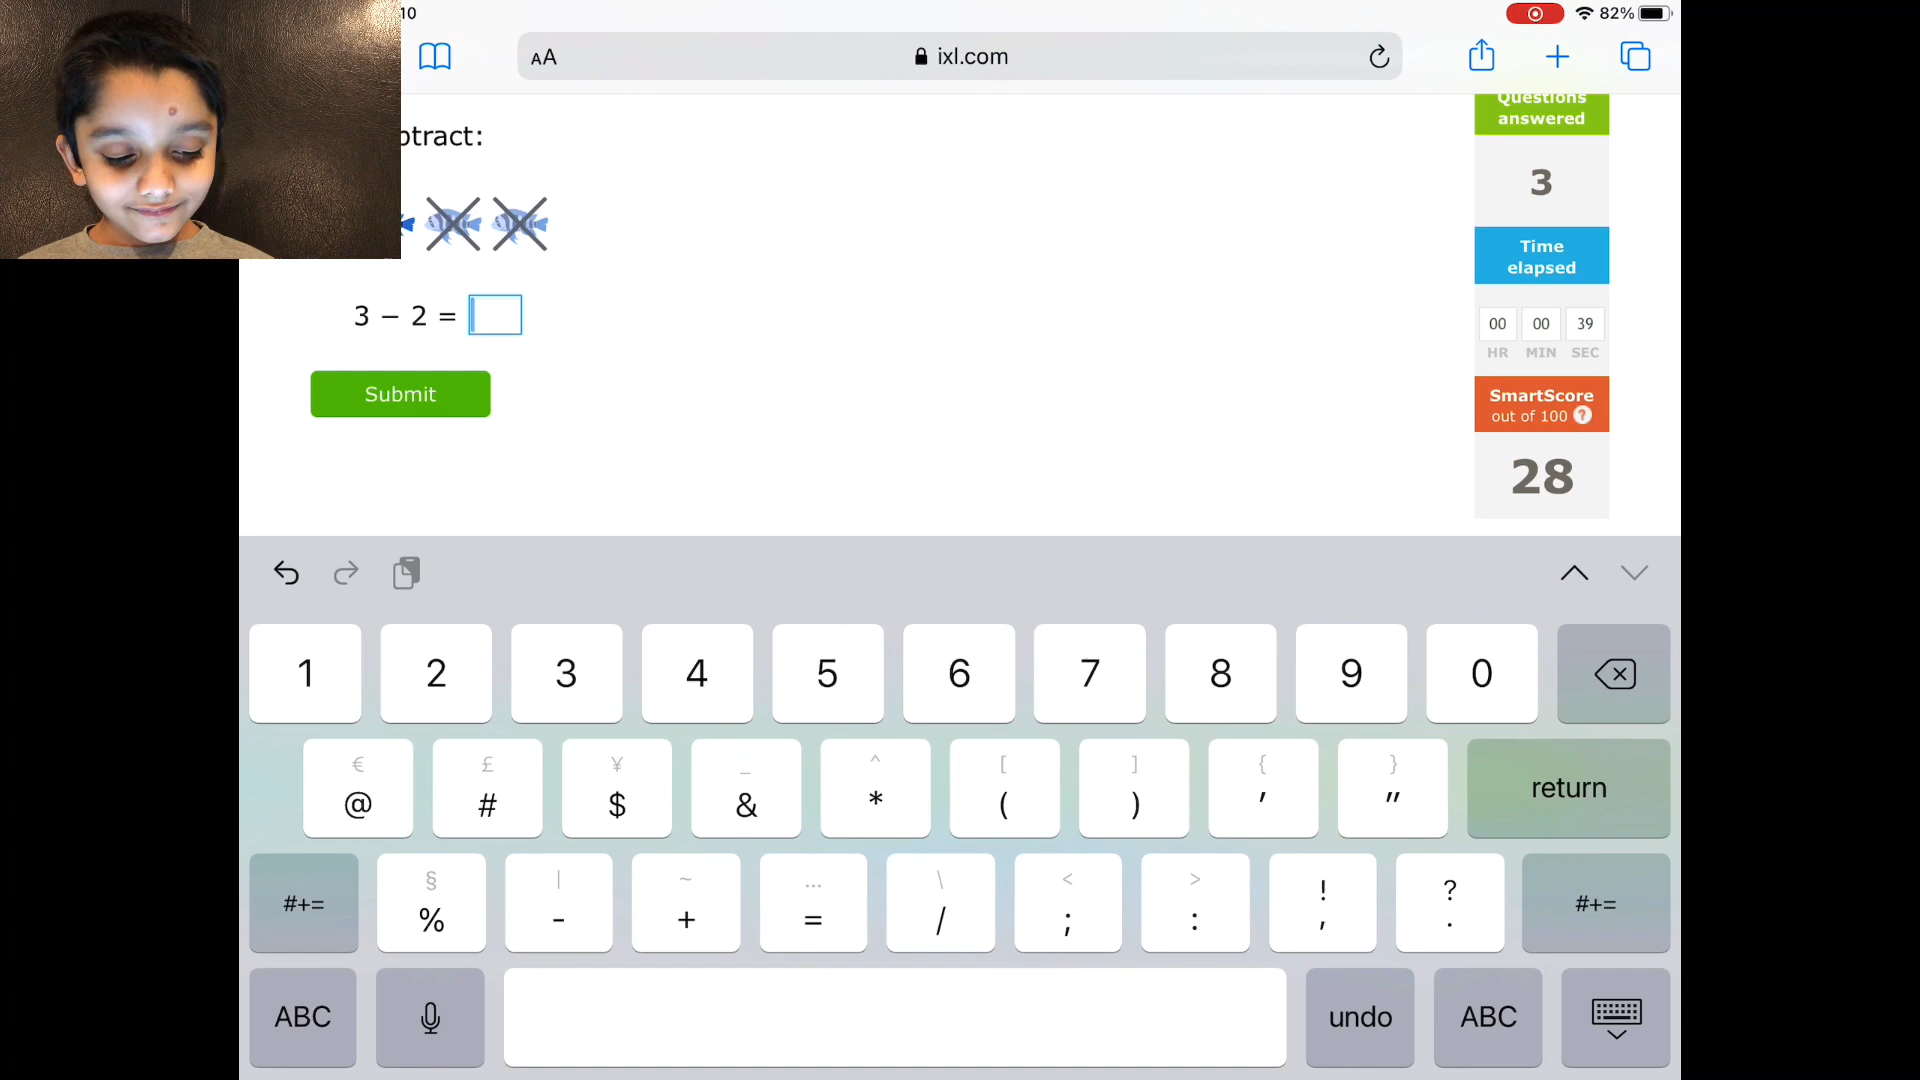 10
82%
AA
ixl.com
Questions
answered
btract:
3
Time
elapsed
3 − 2 =
00 00 39
HR MIN SEC
Submit
SmartScore
out of 100 ?
28
1 2 3 4 5 6 7 8 9 0
€ £ ¥ _ ^ [ ] { }
@ # $ & * ( ) ' "
return
§ | ~ … \ < > ! ?
#+= % - + = / ; : , . #+=
ABC undo ABC